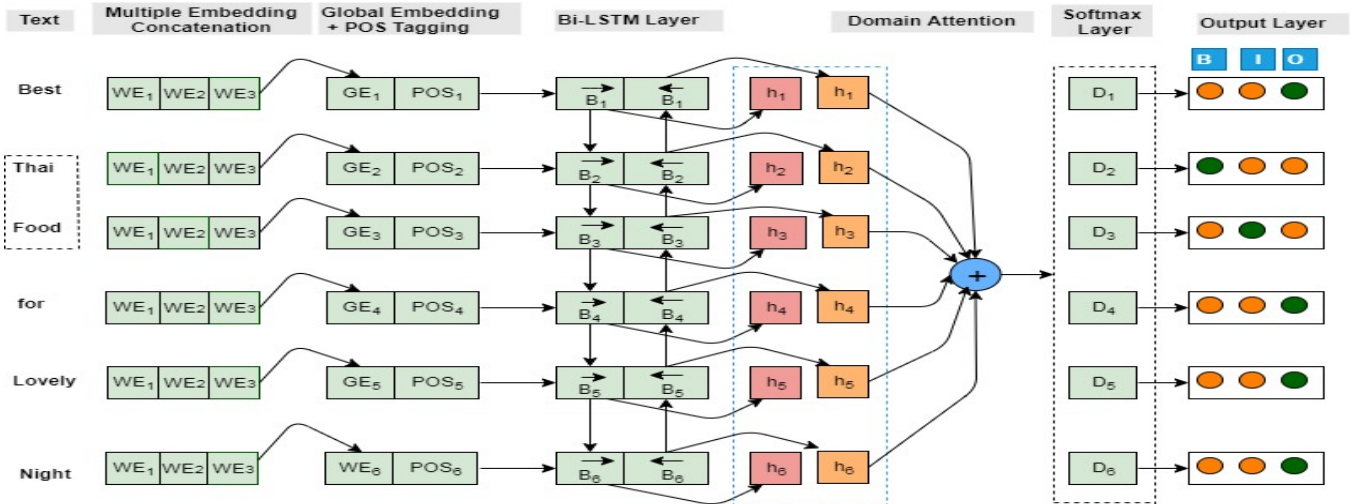 Text
Multiple Embedding
Concatenation
Global Embedding
+ POS Tagging
Bi-LSTM Layer
Domain Attention
Softmax
Layer
Output Layer
B I O
Best WE1 WE2 WE3 GE1 POS1 B1 B1 h1 h1 D1
Thai WE1 WE2 WE3 GE2 POS2 B2 B2 h2 h2 D2
Food WE1 WE2 WE3 GE3 POS3 B3 B3 h3 h3 D3
+
for WE1 WE2 WE3 GE4 POS4 B4 B4 h4 h4 D4
Lovely WE1 WE2 WE3 GE5 POS5 B5 B5 h5 h5 D5
Night WE1 WE2 WE3 WE6 POS6 B6 B6 h6 h6 D6